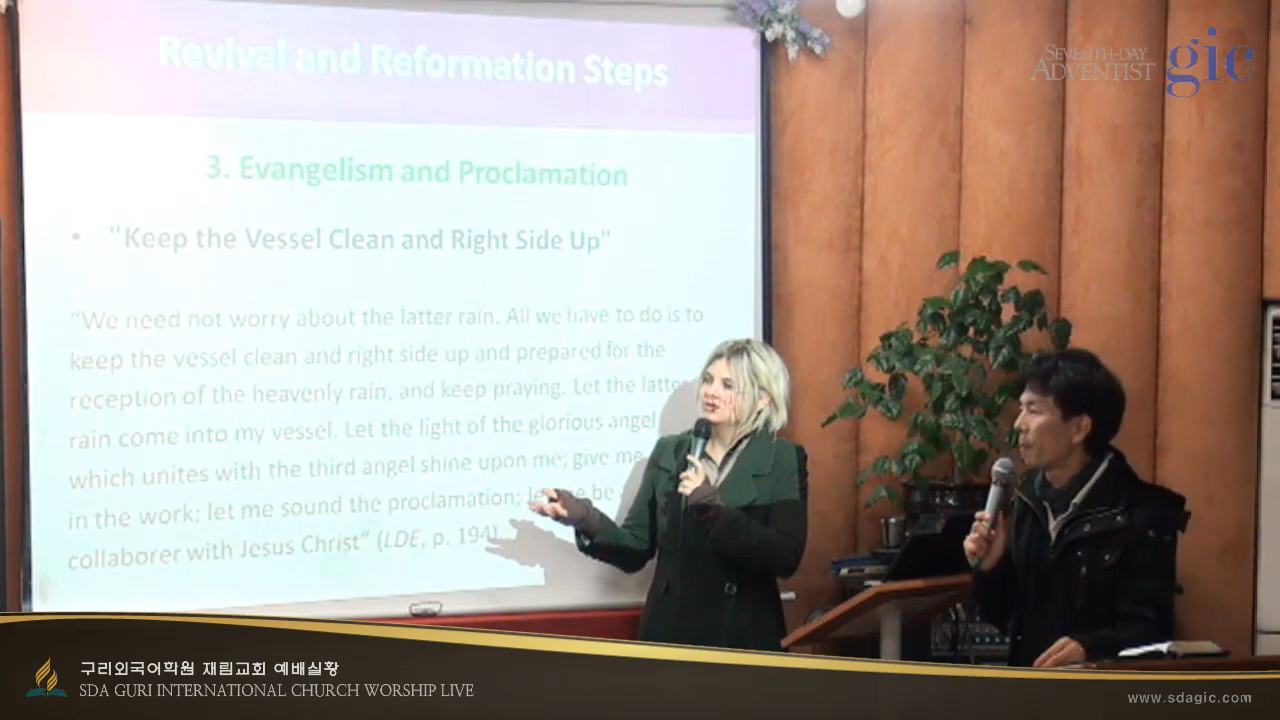 Revival and Reformation Steps
SEVENTH-DAY
ADVENTIST
gic
3. Evangelism and Proclamation
• "Keep the Vessel Clean and Right Side Up"
“We need not worry about the latter rain. All we have to do is to
keep the vessel clean and right side up and prepared for the
reception of the heavenly rain, and keep praying. Let the latte
rain come into my vessel. Let the light of the glorious angel
which unites with the third angel shine upon me; give me
in the work; let me sound the proclamation; be
collaborer with Jesus Christ” (LDE, p. 194)
구리외국어학원 재림교회 예배실황
SDA GURI INTERNATIONAL CHURCH WORSHIP LIVE
www.sdagic.com